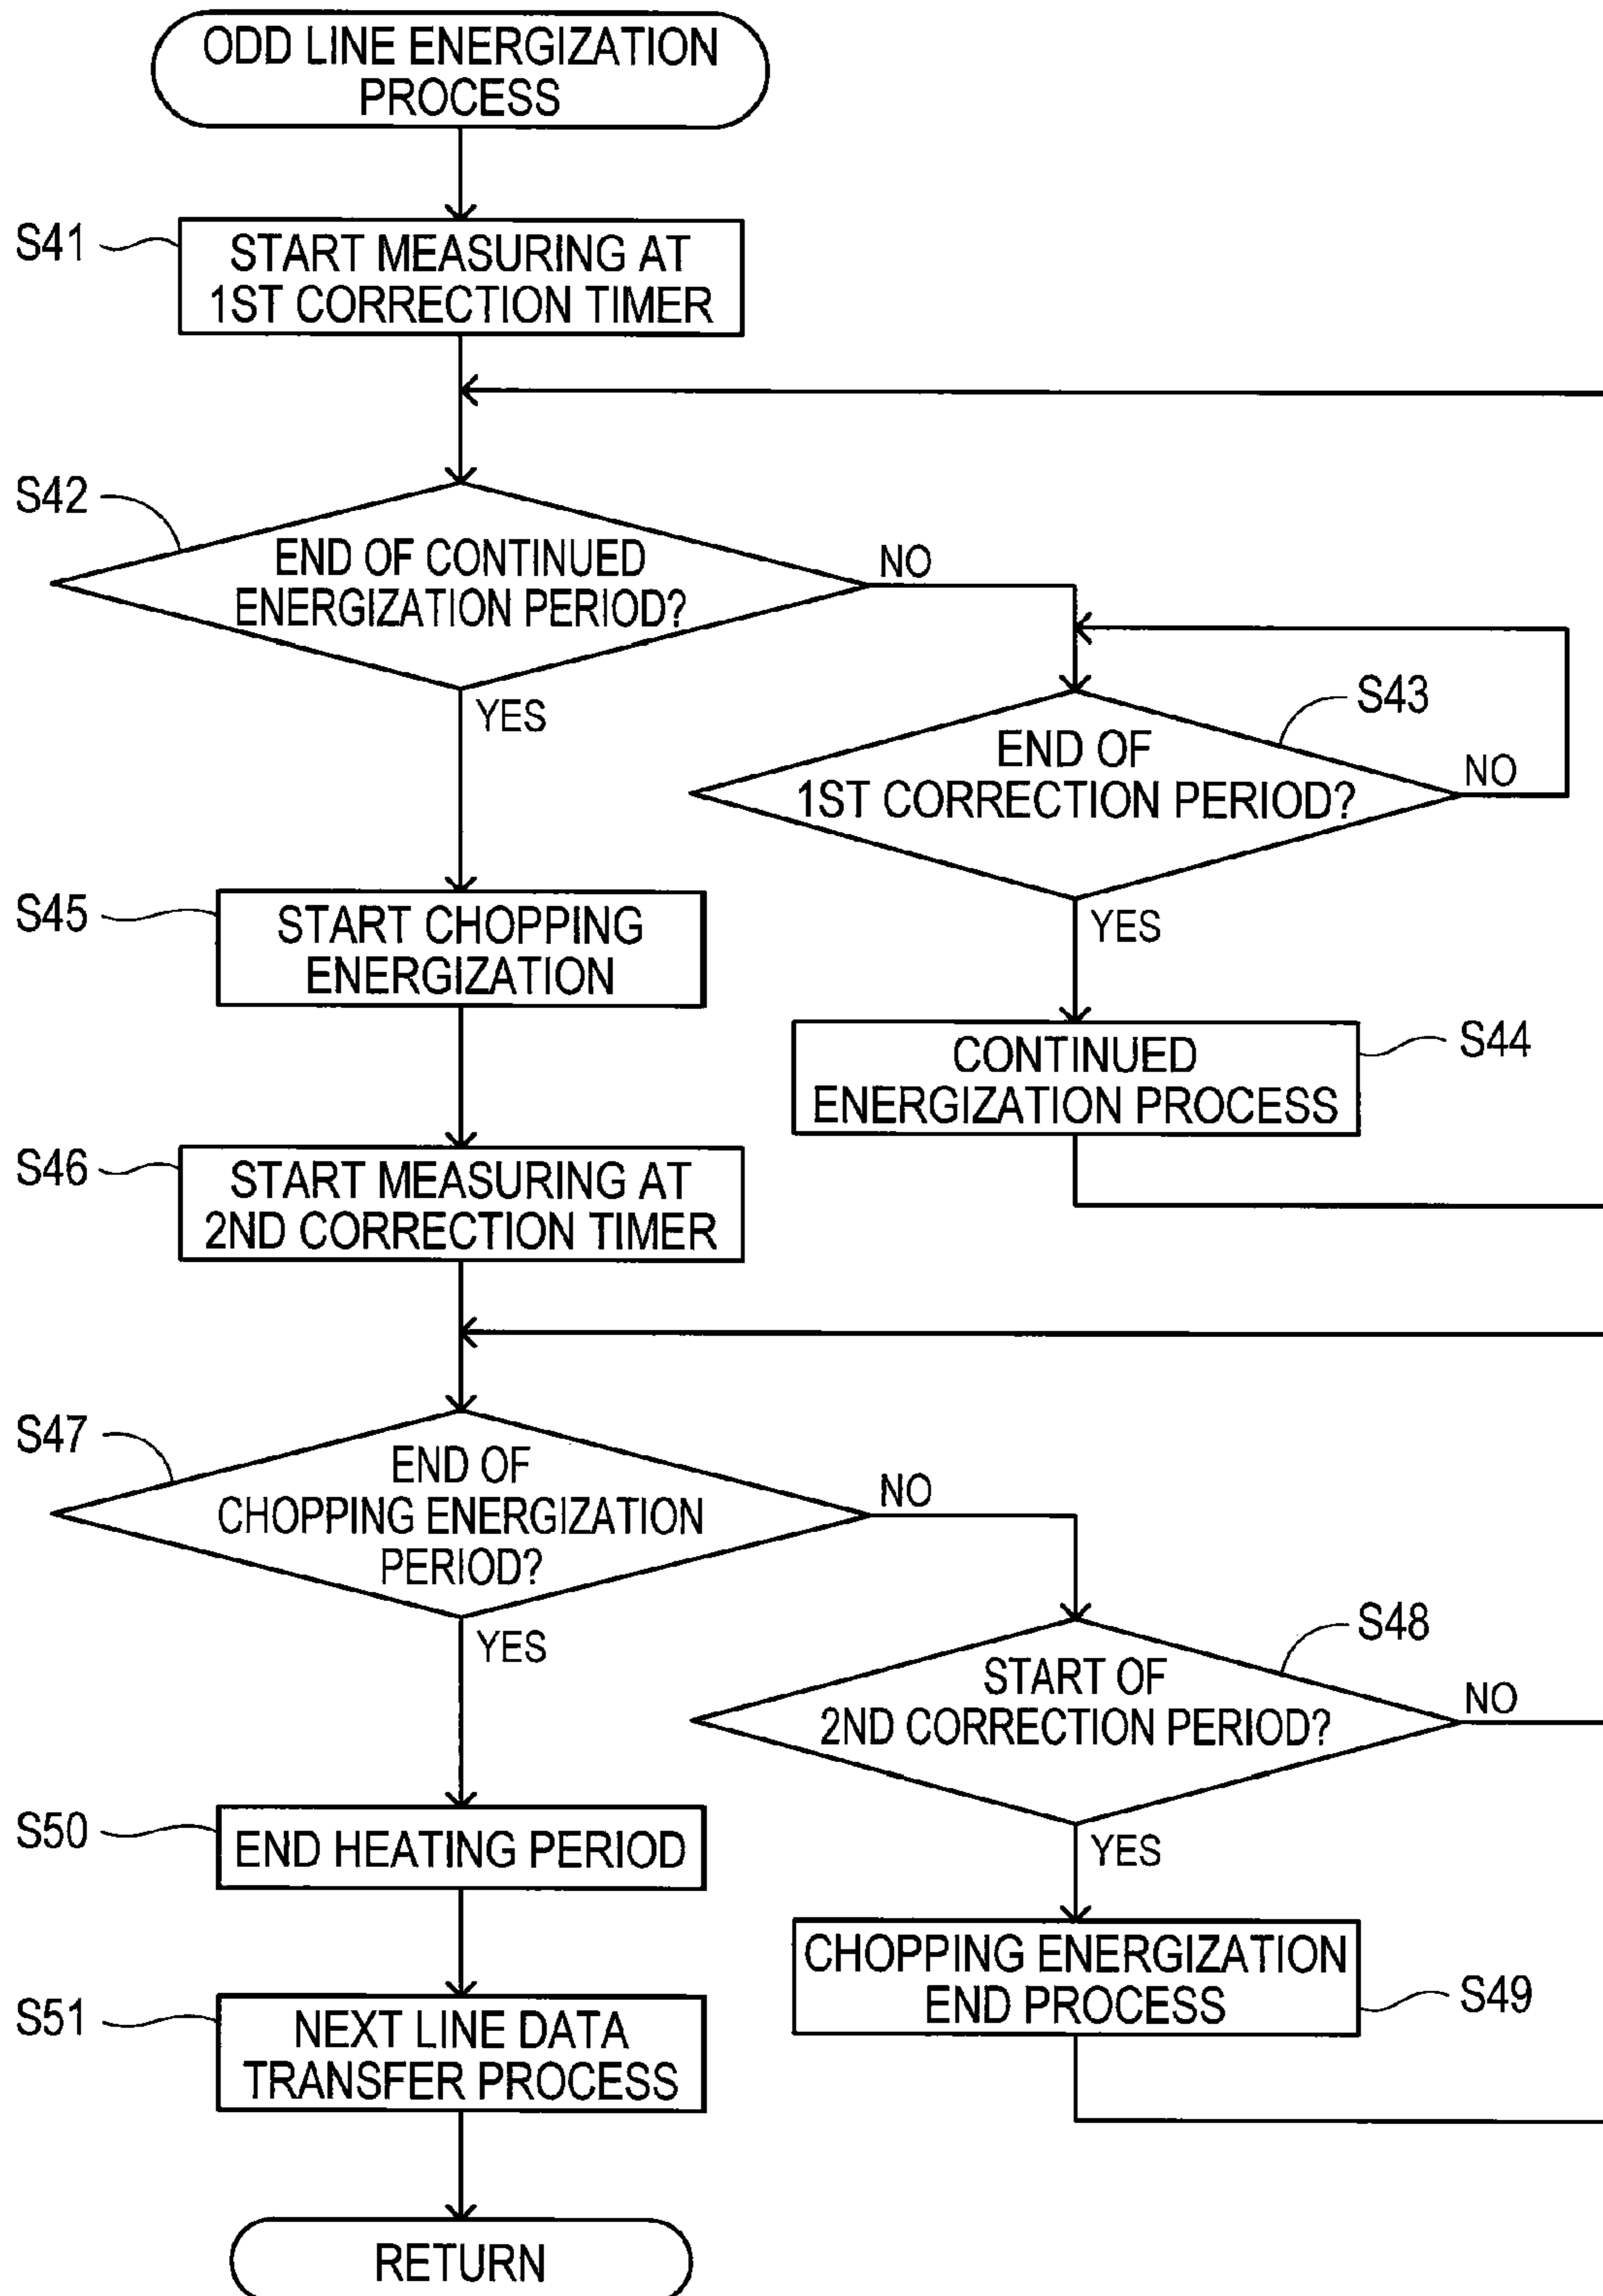 ODD LINE ENERGIZATION
PROCESS
S41
START MEASURING AT
1ST CORRECTION TIMER
S42
END OF CONTINUED
ENERGIZATION PERIOD?
NO
YES
S43
END OF
1ST CORRECTION PERIOD?
NO
YES
S45
START CHOPPING
ENERGIZATION
S44
CONTINUED
ENERGIZATION PROCESS
S46
START MEASURING AT
2ND CORRECTION TIMER
S47
END OF
CHOPPING ENERGIZATION
PERIOD?
NO
YES
S48
START OF
2ND CORRECTION PERIOD?
NO
YES
S50
END HEATING PERIOD
S49
CHOPPING ENERGIZATION
END PROCESS
S51
NEXT LINE DATA
TRANSFER PROCESS
RETURN